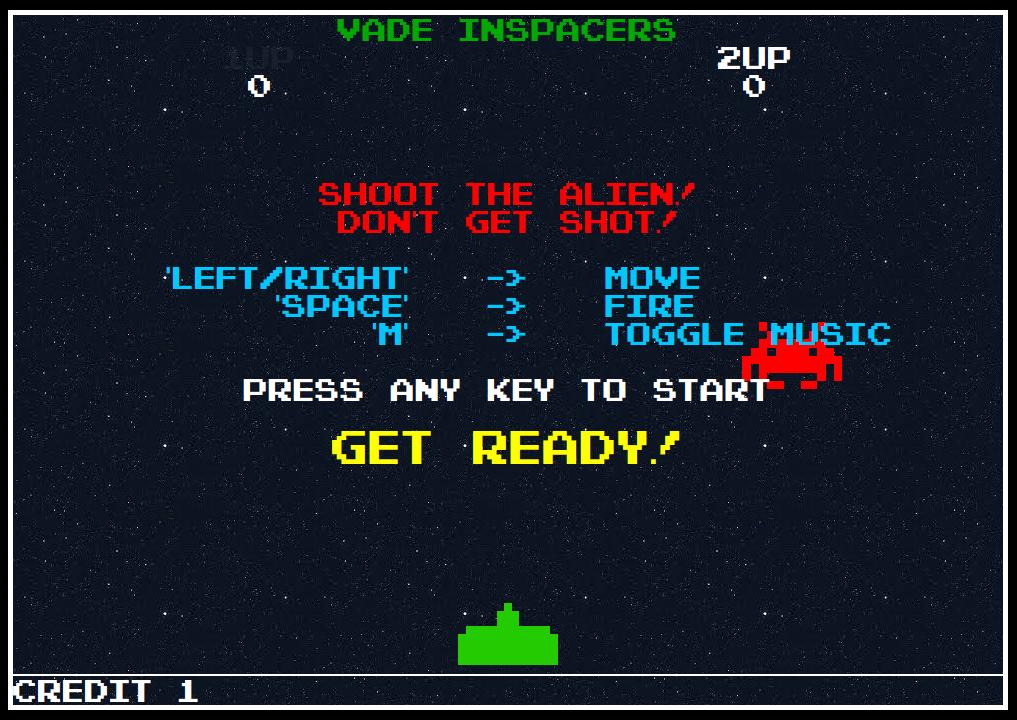 VADE INSPACERS
1UP 2UP
0 0
SHOOT THE ALIEN!
DON'T GET SHOT!
'LEFT/RIGHT' -> MOVE
'SPACE' -> FIRE
'M' -> TOGGLE MUSIC
PRESS ANY KEY TO START
GET READY!
CREDIT 1